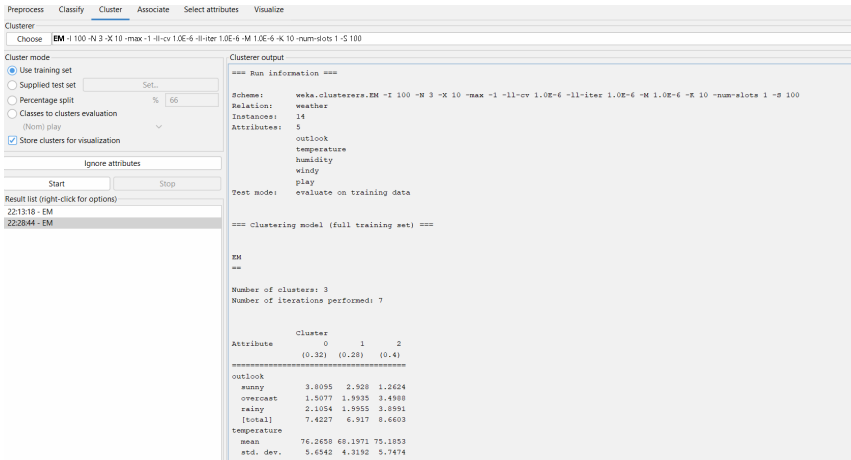 Preprocess Classify Cluster Associate Select attributes Visualize
Clusterer
Choose EM -I 100 -N 3 -X 10 -max -1 -ll-cv 1.0E-6 -ll-iter 1.0E-6 -M 1.0E-6 -K 10 -num-slots 1 -S 100
Cluster mode
Use training set
Supplied test set Set...
Percentage split % 66
Classes to clusters evaluation
(Nom) play
Store clusters for visualization
Ignore attributes
Start Stop
Result list (right-click for options)
22:13:18 - EM
22:28:44 - EM
Clusterer output
=== Run information ===
Scheme: weka.clusterers.EM -I 100 -N 3 -X 10 -max -1 -ll-cv 1.0E-6 -ll-iter 1.0E-6 -M 1.0E-6 -K 10 -num-slots 1 -S 100
Relation: weather
Instances: 14
Attributes: 5
outlook
temperature
humidity
windy
play
Test mode: evaluate on training data
=== Clustering model (full training set) ===
EM
==
Number of clusters: 3
Number of iterations performed: 7
Cluster
Attribute 0 1 2
(0.32) (0.28) (0.4)
======================================
outlook
sunny 3.8095 2.928 1.2624
overcast 1.5077 1.9935 3.4988
rainy 2.1054 1.9955 3.8991
[total] 7.4227 6.917 8.6603
temperature
mean 76.2658 68.1971 75.1853
std. dev. 5.6542 4.3192 5.7474